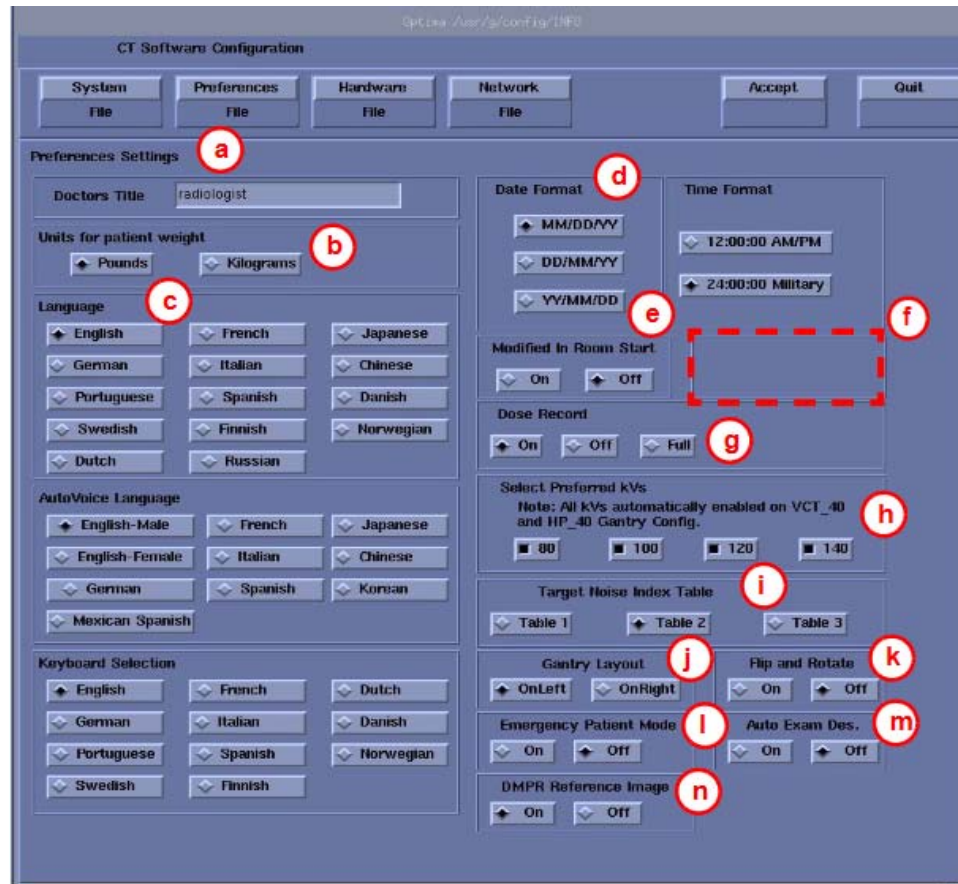 Optima /usr/g/config/INFO
CT Software Configuration
System Preferences Hardware Network Accept Quit
File File File File
a
Preferences Settings
Doctors Title radiologist
Units for patient weight
b
Pounds Kilograms
c
Language
English French Japanese
German Italian Chinese
Portuguese Spanish Danish
Swedish Finnish Norwegian
Dutch Russian
AutoVoice Language
English-Male French Japanese
English-Female Italian Chinese
German Spanish Korean
Mexican Spanish
Keyboard Selection
English French Dutch
German Italian Danish
Portuguese Spanish Norwegian
Swedish Finnish
d
Date Format Time Format
MM/DD/YY
DD/MM/YY
YY/MM/DD
12:00:00 AM/PM
24:00:00 Military
e
f
Modified In Room Start
On Off
Dose Record
On Off Full
g
Select Preferred kVs
Note: All kVs automatically enabled on VCT_40
and HP_40 Gantry Config.
h
80 100 120 140
i
Target Noise Index Table
Table 1 Table 2 Table 3
Gantry Layout j
OnLeft OnRight
Flip and Rotate k
On Off
Emergency Patient Mode l
On Off
Auto Exam Des. m
On Off
DMPR Reference Image n
On Off